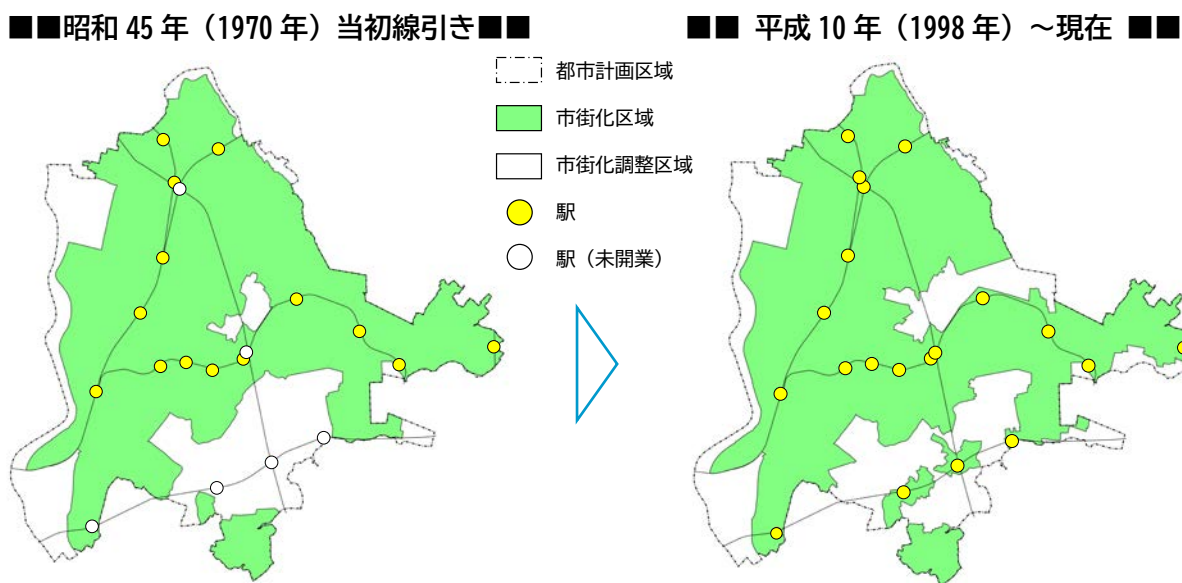 ■■昭和 45 年（1970 年）当初線引き■■
■■ 平成 10 年（1998 年）～現在 ■■
都市計画区域
市街化区域
市街化調整区域
駅
駅（未開業）